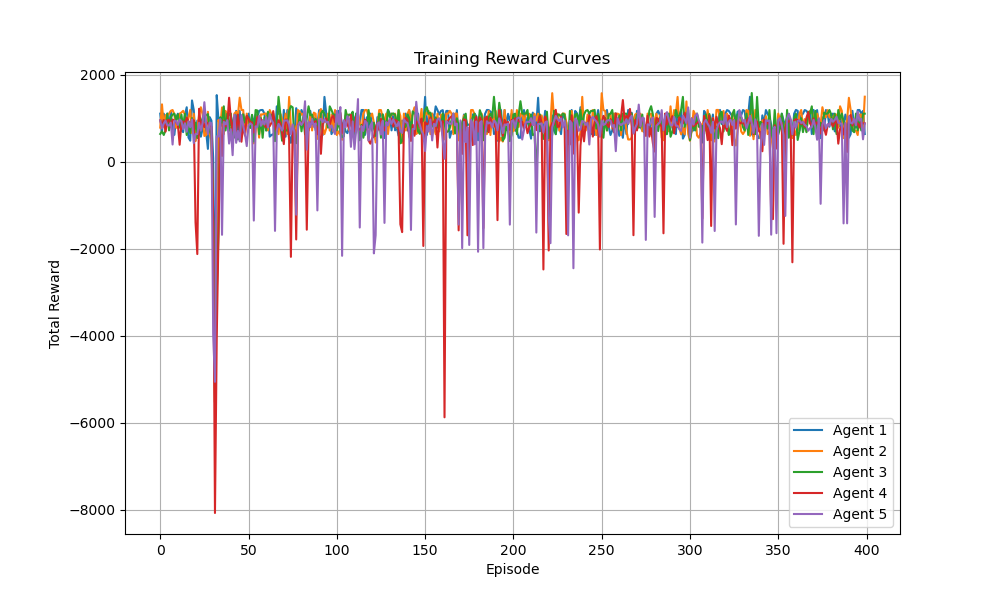 Training Reward Curves
2000
0
−2000
−4000
−6000
−8000
Total Reward
0 50 100 150 200 250 300 350 400
Episode
Agent 1
Agent 2
Agent 3
Agent 4
Agent 5